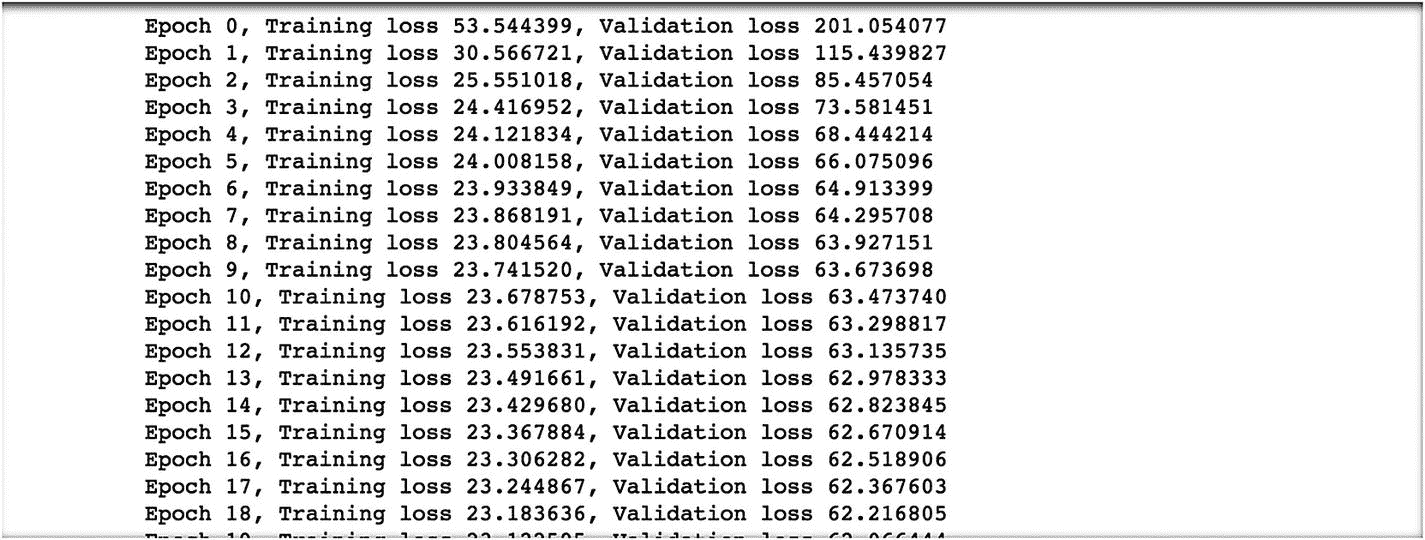 Epoch 0, Training loss 53.544399, Validation loss 201.054077
Epoch 1, Training loss 30.566721, Validation loss 115.439827
Epoch 2, Training loss 25.551018, Validation loss 85.457054
Epoch 3, Training loss 24.416952, Validation loss 73.581451
Epoch 4, Training loss 24.121834, Validation loss 68.444214
Epoch 5, Training loss 24.008158, Validation loss 66.075096
Epoch 6, Training loss 23.933849, Validation loss 64.913399
Epoch 7, Training loss 23.868191, Validation loss 64.295708
Epoch 8, Training loss 23.804564, Validation loss 63.927151
Epoch 9, Training loss 23.741520, Validation loss 63.673698
Epoch 10, Training loss 23.678753, Validation loss 63.473740
Epoch 11, Training loss 23.616192, Validation loss 63.298817
Epoch 12, Training loss 23.553831, Validation loss 63.135735
Epoch 13, Training loss 23.491661, Validation loss 62.978333
Epoch 14, Training loss 23.429680, Validation loss 62.823845
Epoch 15, Training loss 23.367884, Validation loss 62.670914
Epoch 16, Training loss 23.306282, Validation loss 62.518906
Epoch 17, Training loss 23.244867, Validation loss 62.367603
Epoch 18, Training loss 23.183636, Validation loss 62.216805